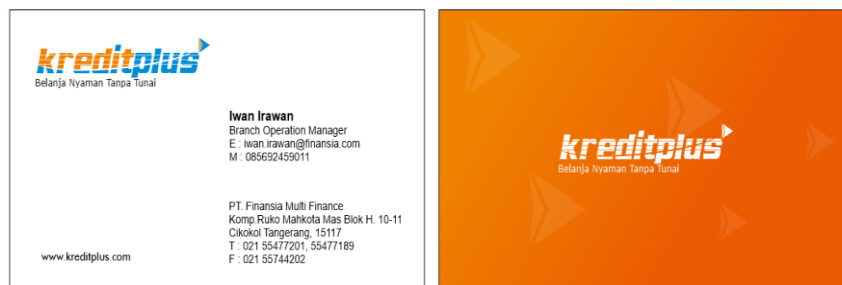 kreditplus
Belanja Nyaman Tanpa Tunai
Iwan Irawan
Branch Operation Manager
E : iwan.irawan@finansia.com
M : 085692459011
PT. Finansia Multi Finance
Komp.Ruko Mahkota Mas Blok H. 10-11
Cikokol Tangerang, 15117
T : 021 55477201, 55477189
F : 021 55744202
www.kreditplus.com
kreditplus
Belanja Nyaman Tanpa Tunai